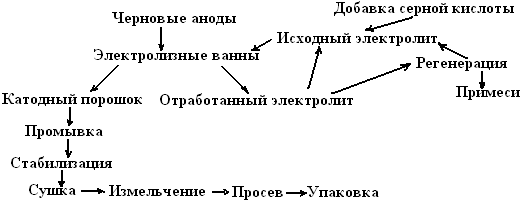 Добавка серной кислоты
Черновые аноды
Исходный электролит
Электролизные ванны
Регенерация
Катодный порошок
Отработанный электролит
Примеси
Промывка
Стабилизация
Сушка
Измельчение
Просев
Упаковка